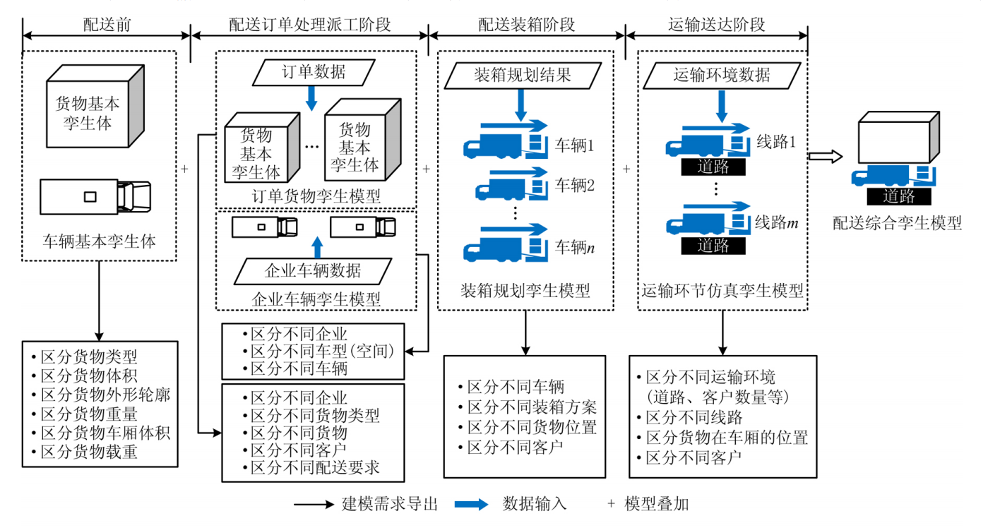 配送前
配送订单处理派工阶段
配送装箱阶段
运输送达阶段
货物基本
孪生体
车辆基本孪生体
+
订单数据
货物
基本
孪生体
...
货物
基本
孪生体
订单货物孪生模型
企业车辆数据
企业车辆孪生模型
+
装箱规划结果
车辆1
车辆2
⋮
车辆n
装箱规划孪生模型
+
运输环境数据
线路1
道路
⋮
线路m
道路
运输环节仿真孪生模型
道路
配送综合孪生模型
•区分货物类型
•区分货物体积
•区分货物外形轮廓
•区分货物重量
•区分货物车厢体积
•区分货物载重
•区分不同企业
•区分不同车型(空间)
•区分不同车辆
•区分不同企业
•区分不同货物类型
•区分不同货物
•区分不同客户
•区分不同配送要求
•区分不同车辆
•区分不同装箱方案
•区分不同货物位置
•区分不同客户
•区分不同运输环境
(道路、客户数量等)
•区分不同线路
•区分货物在车厢的位置
•区分不同客户
建模需求导出 数据输入 + 模型叠加